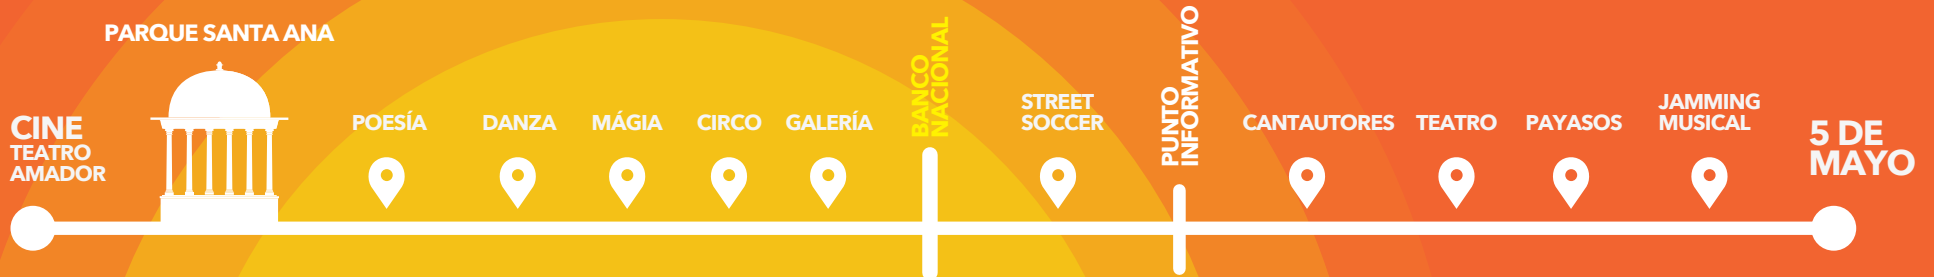 PARQUE SANTA ANA
CINE
TEATRO
AMADOR
POESÍA
DANZA
MÁGIA
CIRCO
GALERÍA
BANCO
NACIONAL
STREET
SOCCER
PUNTO
INFORMATIVO
CANTAUTORES
TEATRO
PAYASOS
JAMMING
MUSICAL
5 DE
MAYO